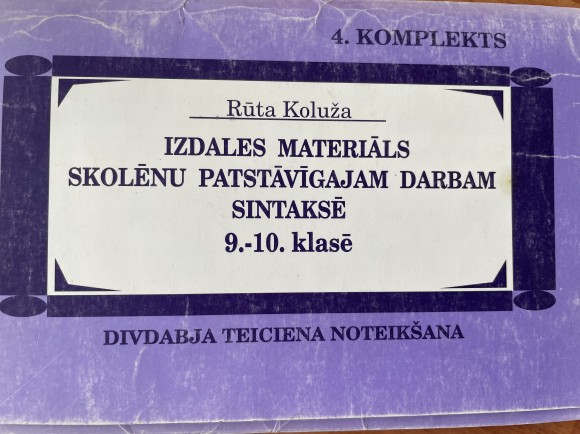 4. KOMPLEKTS
Rūta Koluža
IZDALES MATERIĀLS
SKOLĒNU PATSTĀVĪGAJAM DARBAM
SINTAKSĒ
9.-10. klasē
DIVDABJA TEICIENA NOTEIKŠANA